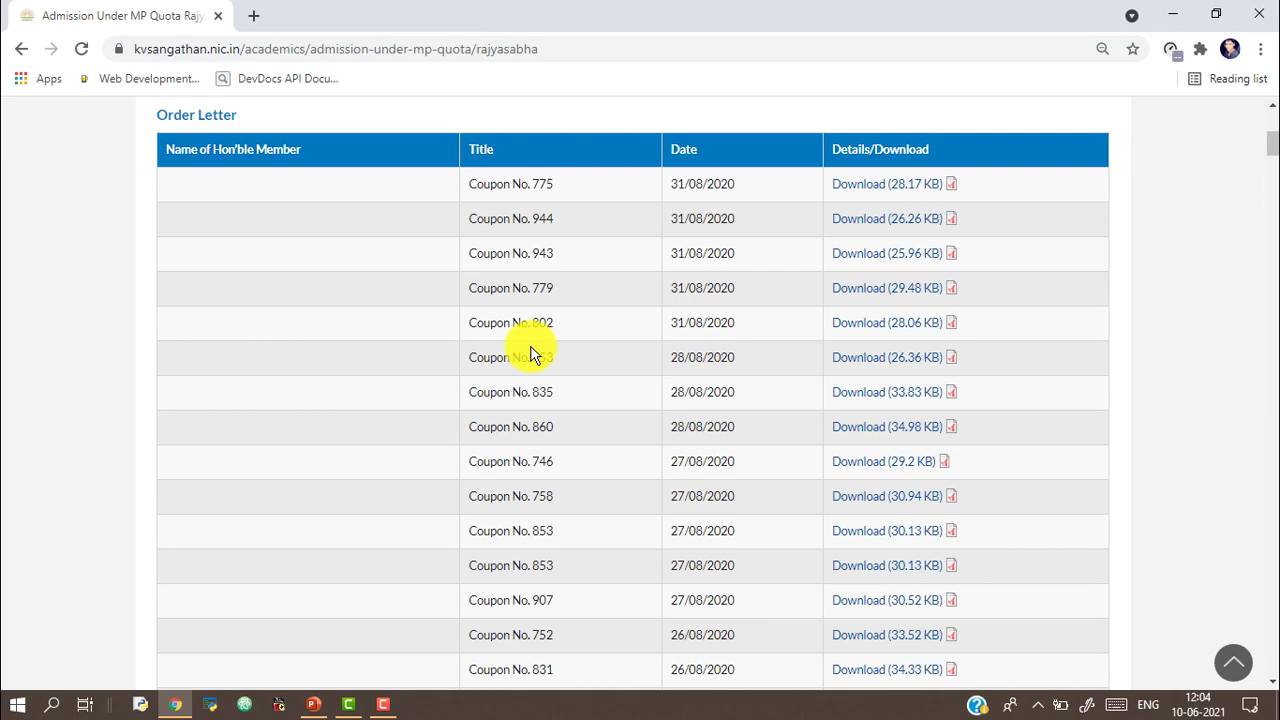 Admission Under MP Quota Rajy
kvsangathan.nic.in/academics/admission-under-mp-quota/rajyasabha
Apps Web Development... DevDocs API Docu... Reading list
Order Letter
Name of Hon'ble Member Title Date Details/Download
Coupon No. 775 31/08/2020 Download (28.17 KB)
Coupon No. 944 31/08/2020 Download (26.26 KB)
Coupon No. 943 31/08/2020 Download (25.96 KB)
Coupon No. 779 31/08/2020 Download (29.48 KB)
Coupon No. 802 31/08/2020 Download (28.06 KB)
Coupon No. 28/08/2020 Download (26.36 KB)
Coupon No. 835 28/08/2020 Download (33.83 KB)
Coupon No. 860 28/08/2020 Download (34.98 KB)
Coupon No. 746 27/08/2020 Download (29.2 KB)
Coupon No. 758 27/08/2020 Download (30.94 KB)
Coupon No. 853 27/08/2020 Download (30.13 KB)
Coupon No. 853 27/08/2020 Download (30.13 KB)
Coupon No. 907 27/08/2020 Download (30.52 KB)
Coupon No. 752 26/08/2020 Download (33.52 KB)
Coupon No. 831 26/08/2020 Download (34.33 KB)
ENG
12:04
10-06-2021